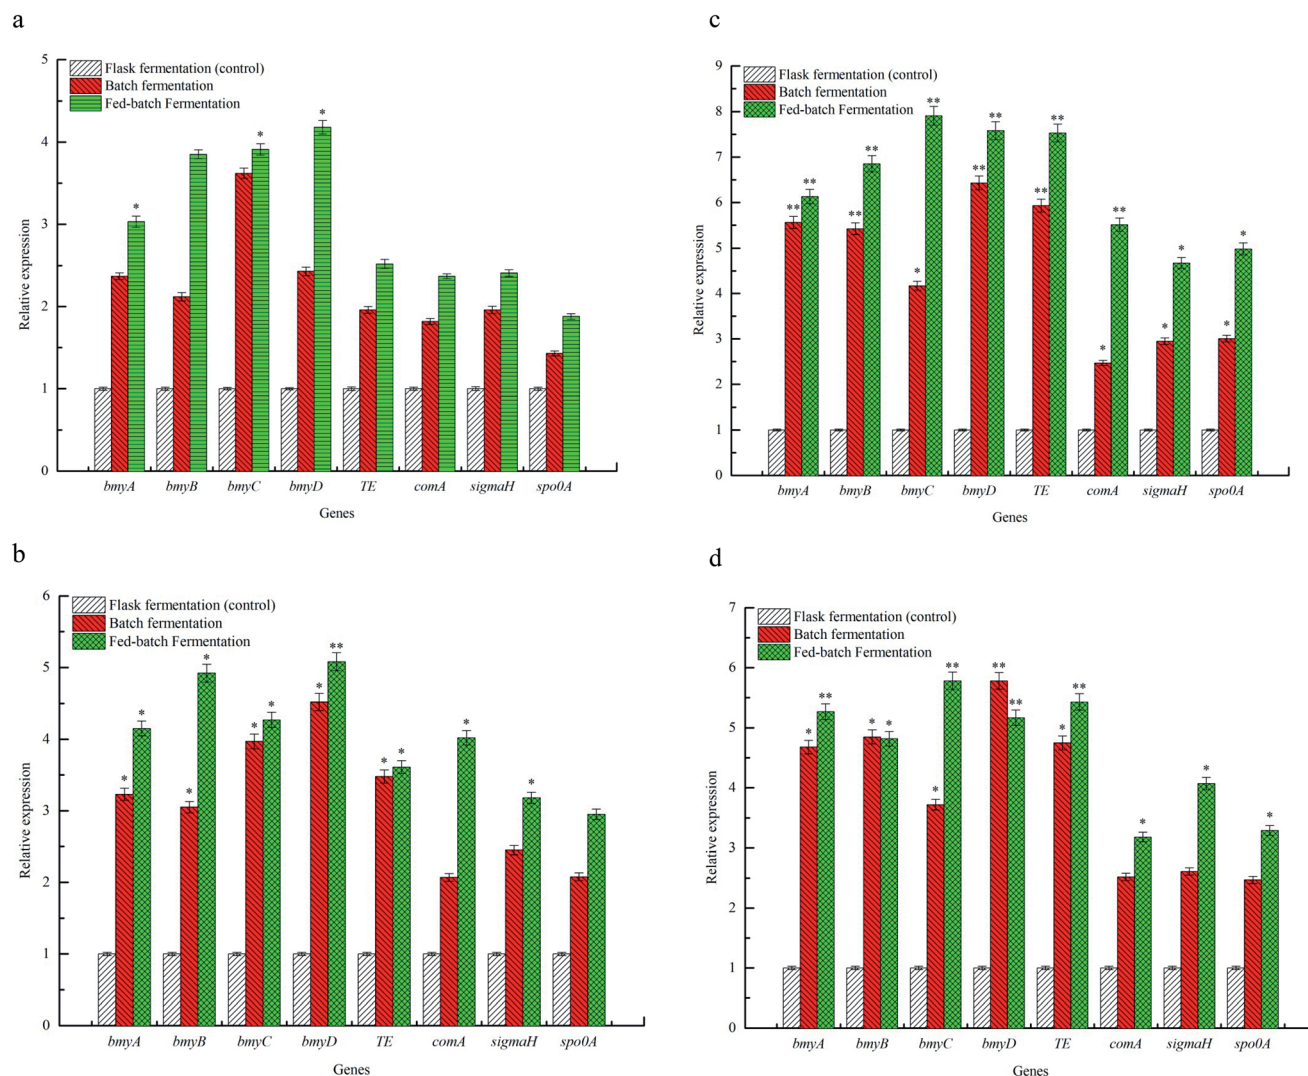 a
5
4
3
2
1
0
Relative expression
Flask fermentation (control)
Batch fermentation
Fed-batch Fermentation
*
*
*
bmyA bmyB bmyC bmyD TE comA sigmaH spo0A
Genes
b
6
5
4
3
2
1
0
Relative expression
Flask fermentation (control)
Batch fermentation
Fed-batch Fermentation
* * * * * * * ** * * * *
bmyA bmyB bmyC bmyD TE comA sigmaH spo0A
Genes
c
9
8
7
6
5
4
3
2
1
0
Relative expression
Flask fermentation (control)
Batch fermentation
Fed-batch Fermentation
** ** ** ** * ** ** ** ** ** * ** * * * *
bmyA bmyB bmyC bmyD TE comA sigmaH spo0A
Genes
d
7
6
5
4
3
2
1
0
Relative expression
Flask fermentation (control)
Batch fermentation
Fed-batch Fermentation
* ** * * * ** ** ** * ** * * *
bmyA bmyB bmyC bmyD TE comA sigmaH spo0A
Genes